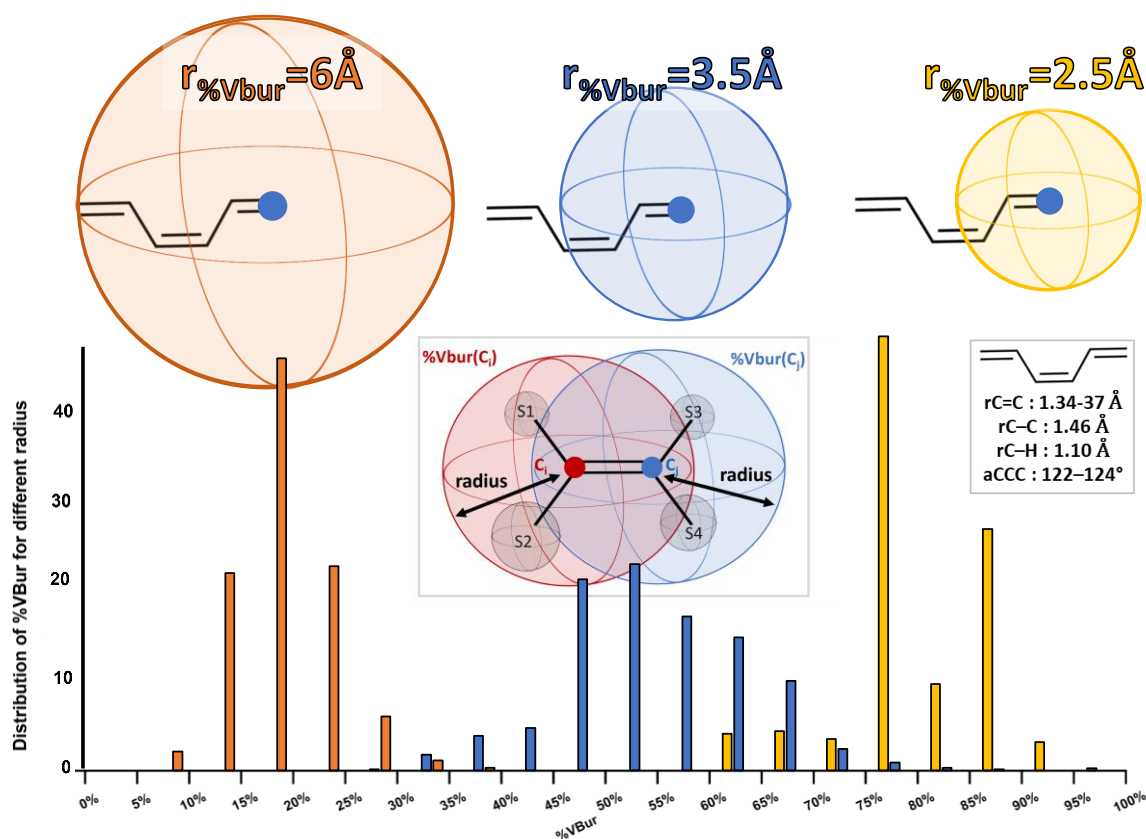 r%Vbur=6Å
r%Vbur=3.5Å
r%Vbur=2.5Å
%Vbur(Ci)
%Vbur(Cj)
S1
S3
Ci
Cj
radius
radius
S2
S4
rC=C : 1.34-37 Å
rC–C : 1.46 Å
rC–H : 1.10 Å
aCCC : 122–124°
Distribution of %VBur for different radius
40
30
20
10
0
0%
5%
10%
15%
20%
25%
30%
35%
40%
45%
50%
55%
60%
65%
70%
75%
80%
85%
90%
95%
100%
%VBur